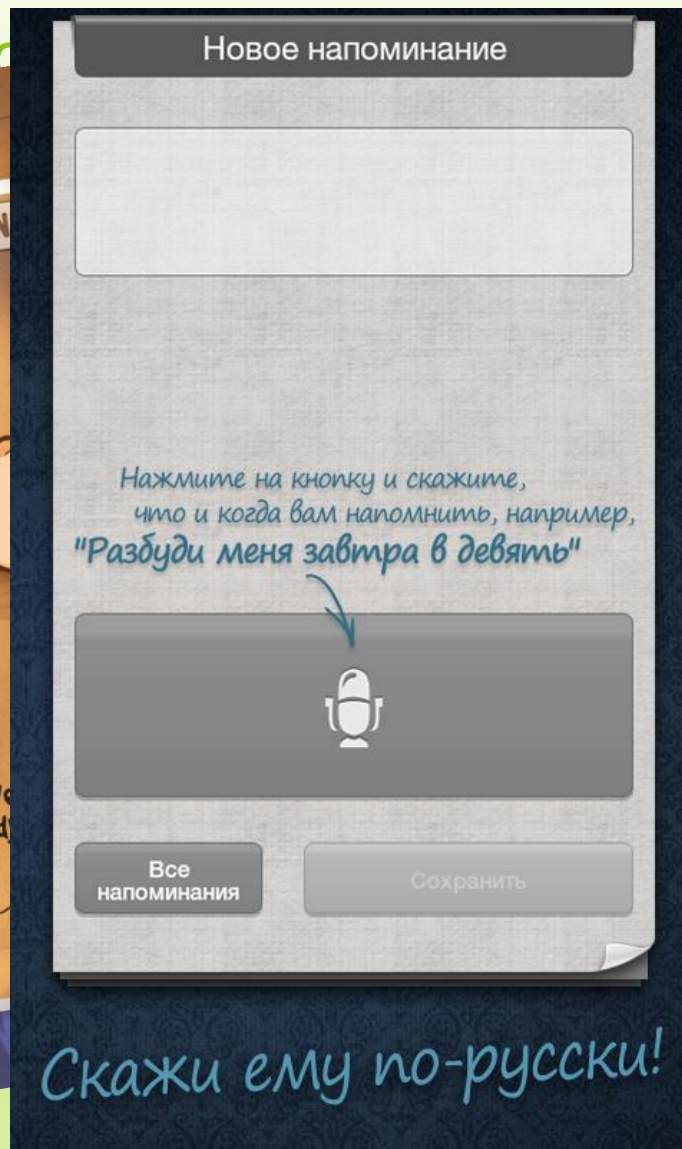 Новое напоминание
Нажмите на кнопку и скажите,
что и когда вам напомнить, например,
"Разбуди меня завтра в девять"
Все
напоминания
Сохранить
Скажи ему по-русски!